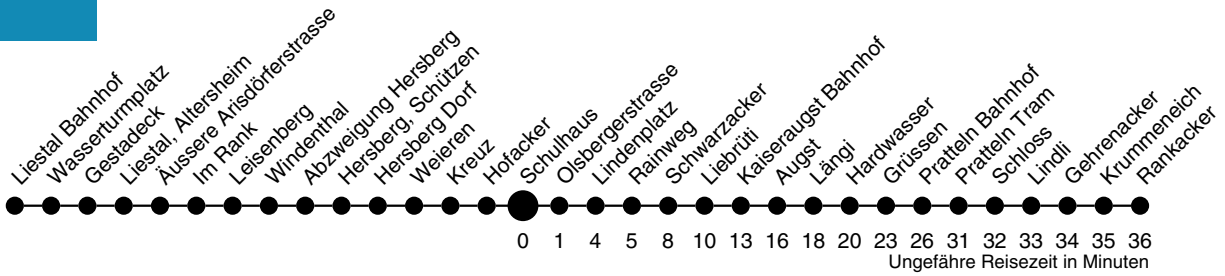 Liestal Bahnhof
Wasserturmplatz
Gestadeck
Liestal, Altersheim
Äussere Arisdörferstrasse
Im Rank
Leisenberg
Windenthal
Abzweigung Hersberg
Hersberg, Schützen
Hersberg Dorf
Weieren
Kreuz
Hofacker
Schulhaus
Olsbergerstrasse
Lindenplatz
Rainweg
Schwarzacker
Liebrüti
Kaiseraugst Bahnhof
Augst
Längi
Hardwasser
Grüssen
Pratteln Bahnhof
Pratteln Tram
Schloss
Lindli
Gehrenacker
Krummeneich
Rankacker
0 1 4 5 8 10 13 16 18 20 23 26 31 32 33 34 35 36
Ungefähre Reisezeit in Minuten